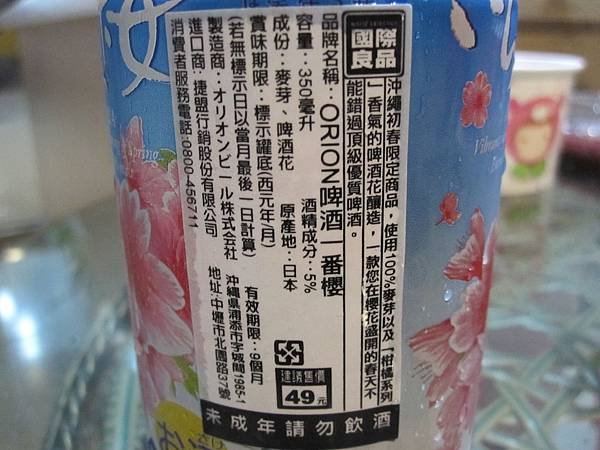 國際良品
沖繩初春限定商品,使用100%麥芽以及「柑橘系列
」香氣的啤酒花釀造,一款您在櫻花盛開的春天不
能錯過頂級優質啤酒。
品牌名稱:ORION啤酒一番櫻
容量:350毫升 酒精成分:5%
成份:麥芽、啤酒花 原產地:日本
賞味期限:標示罐底(西元年/月)
(若無標示日以當月最後一日計算) 有效期限:9個月
製造商:オリオンビール株式会社 沖縄県浦添市字城間1985-1
進口商:捷盟行銷股份有限公司 地址:中壢市北園路37號
消費者服務電話:0800-456711
建議售價
49元
未成年請勿飲酒